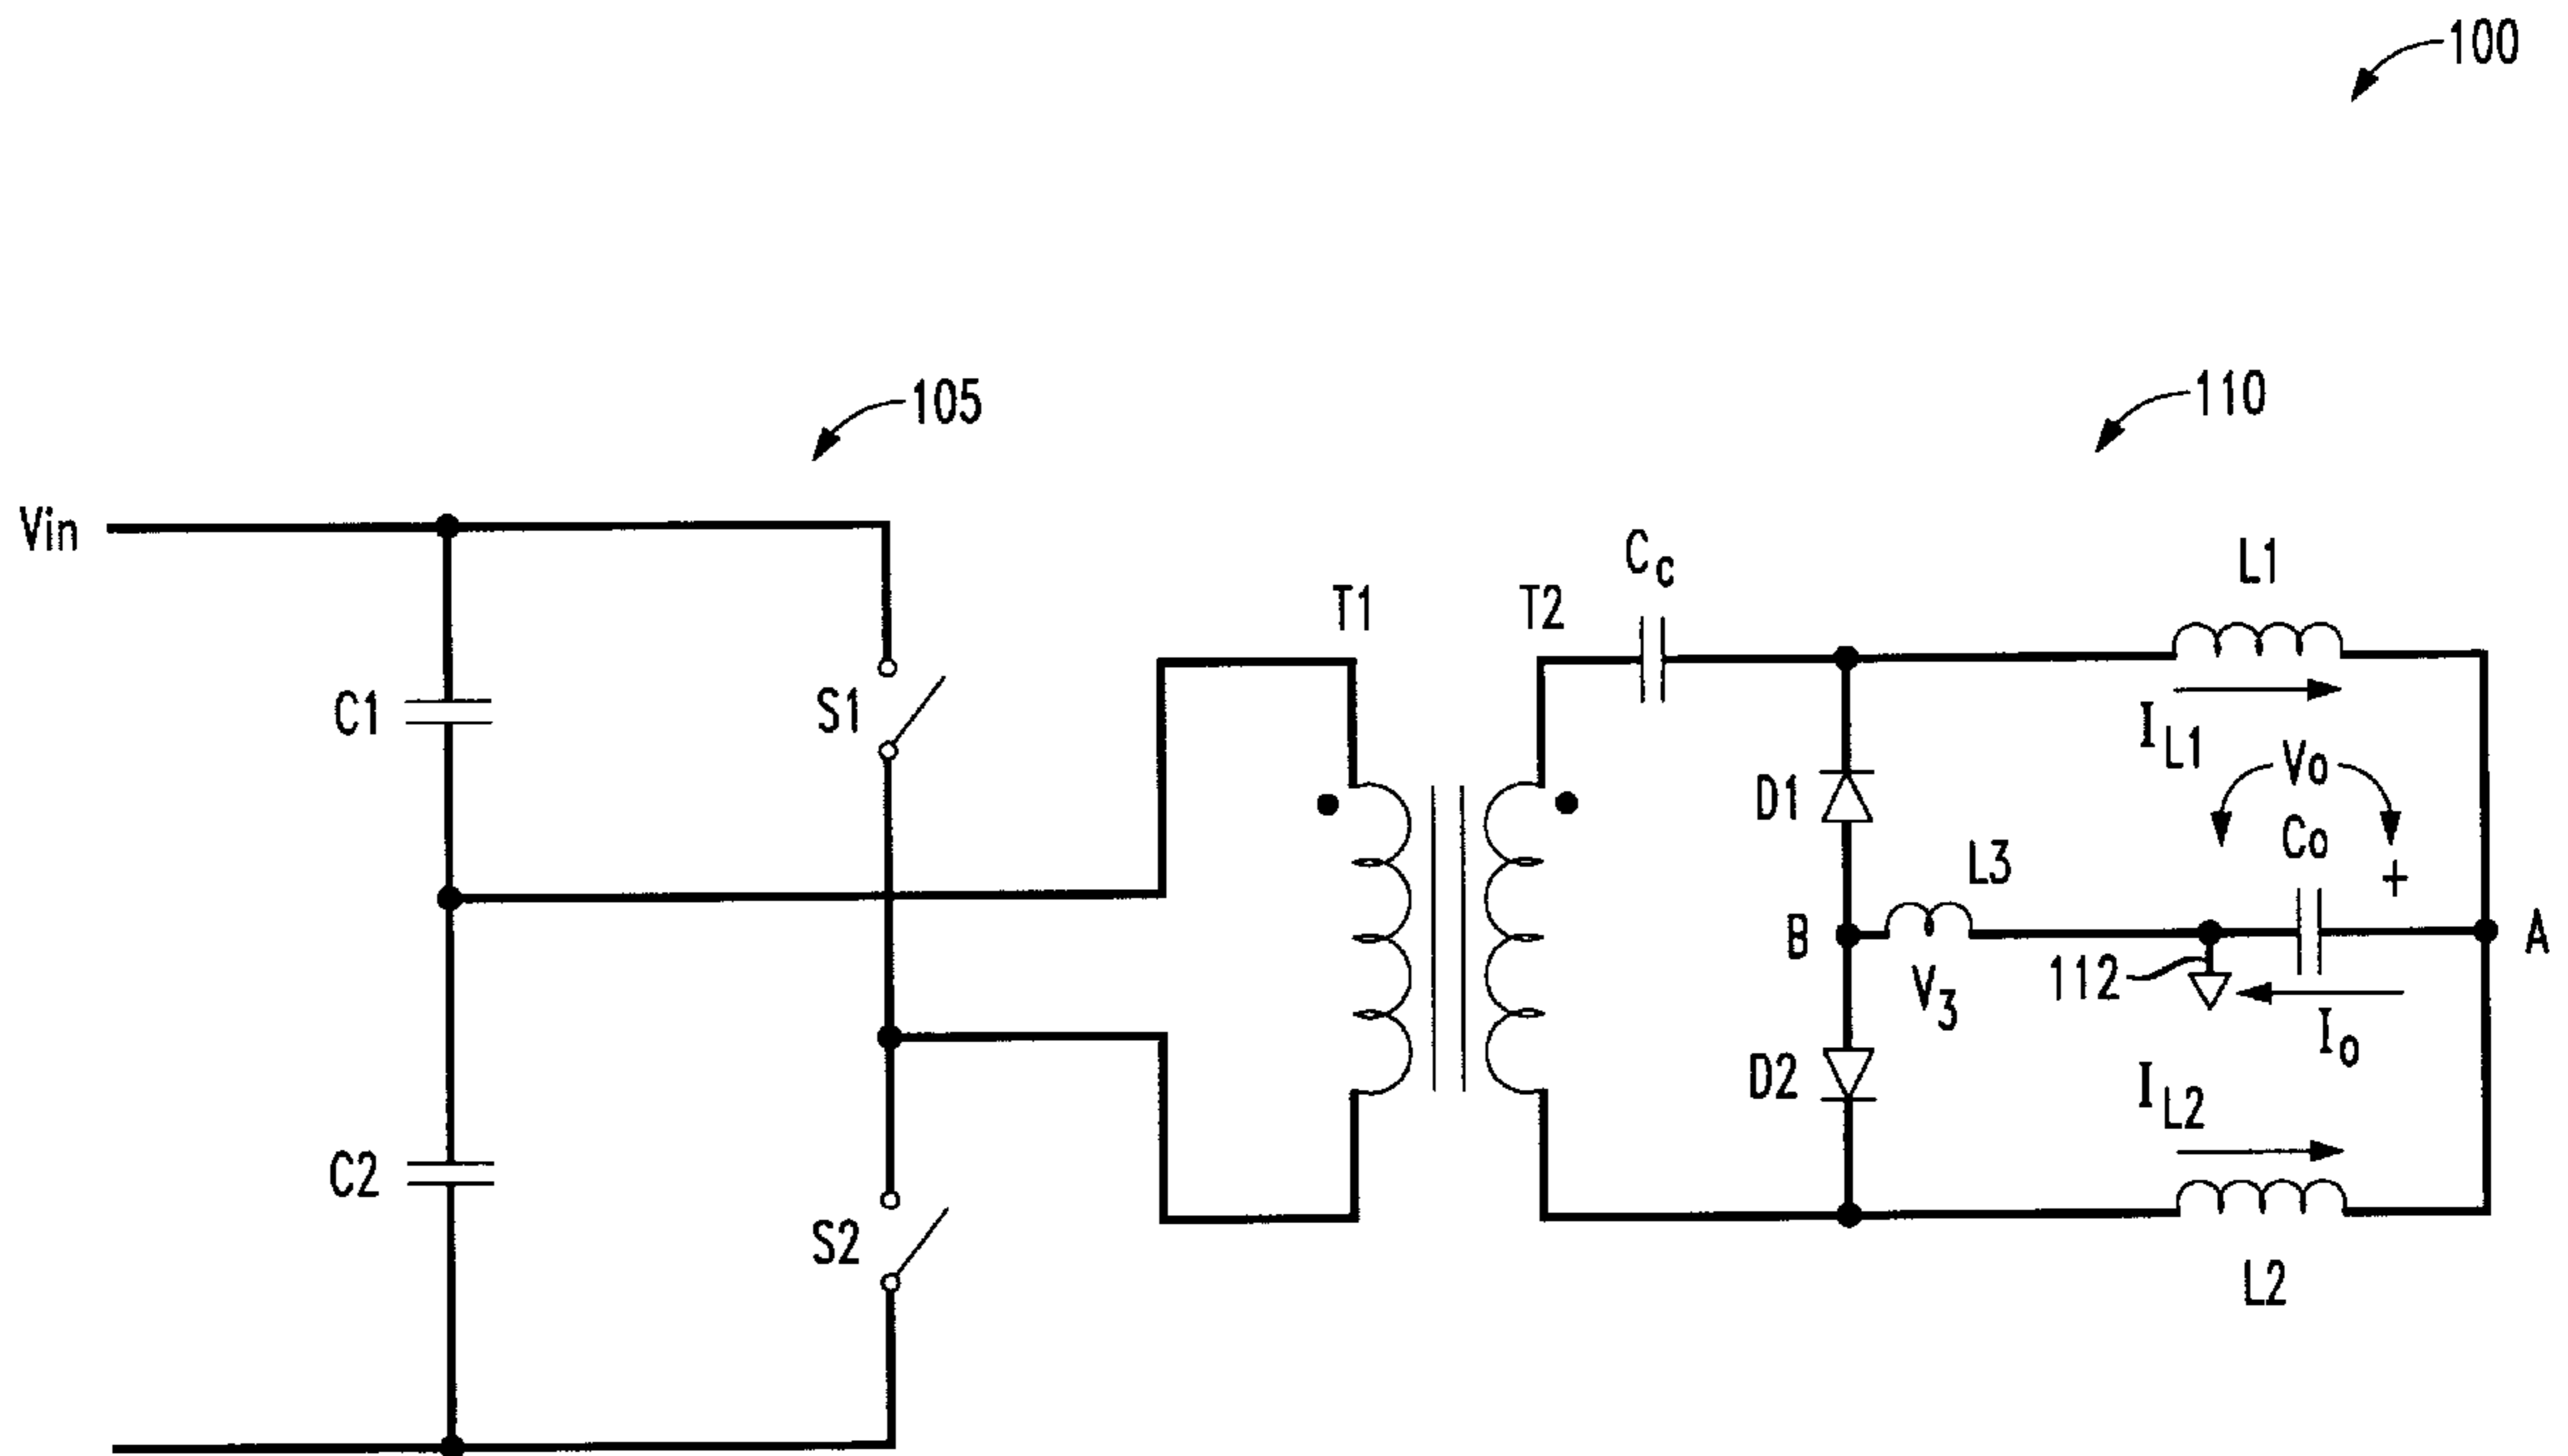 100
105
110
Vin
C1
S1
T1
T2
Cc
L1
IL1
Vo
D1
Co
+
L3
B
V3
112
A
Io
D2
IL2
C2
S2
L2